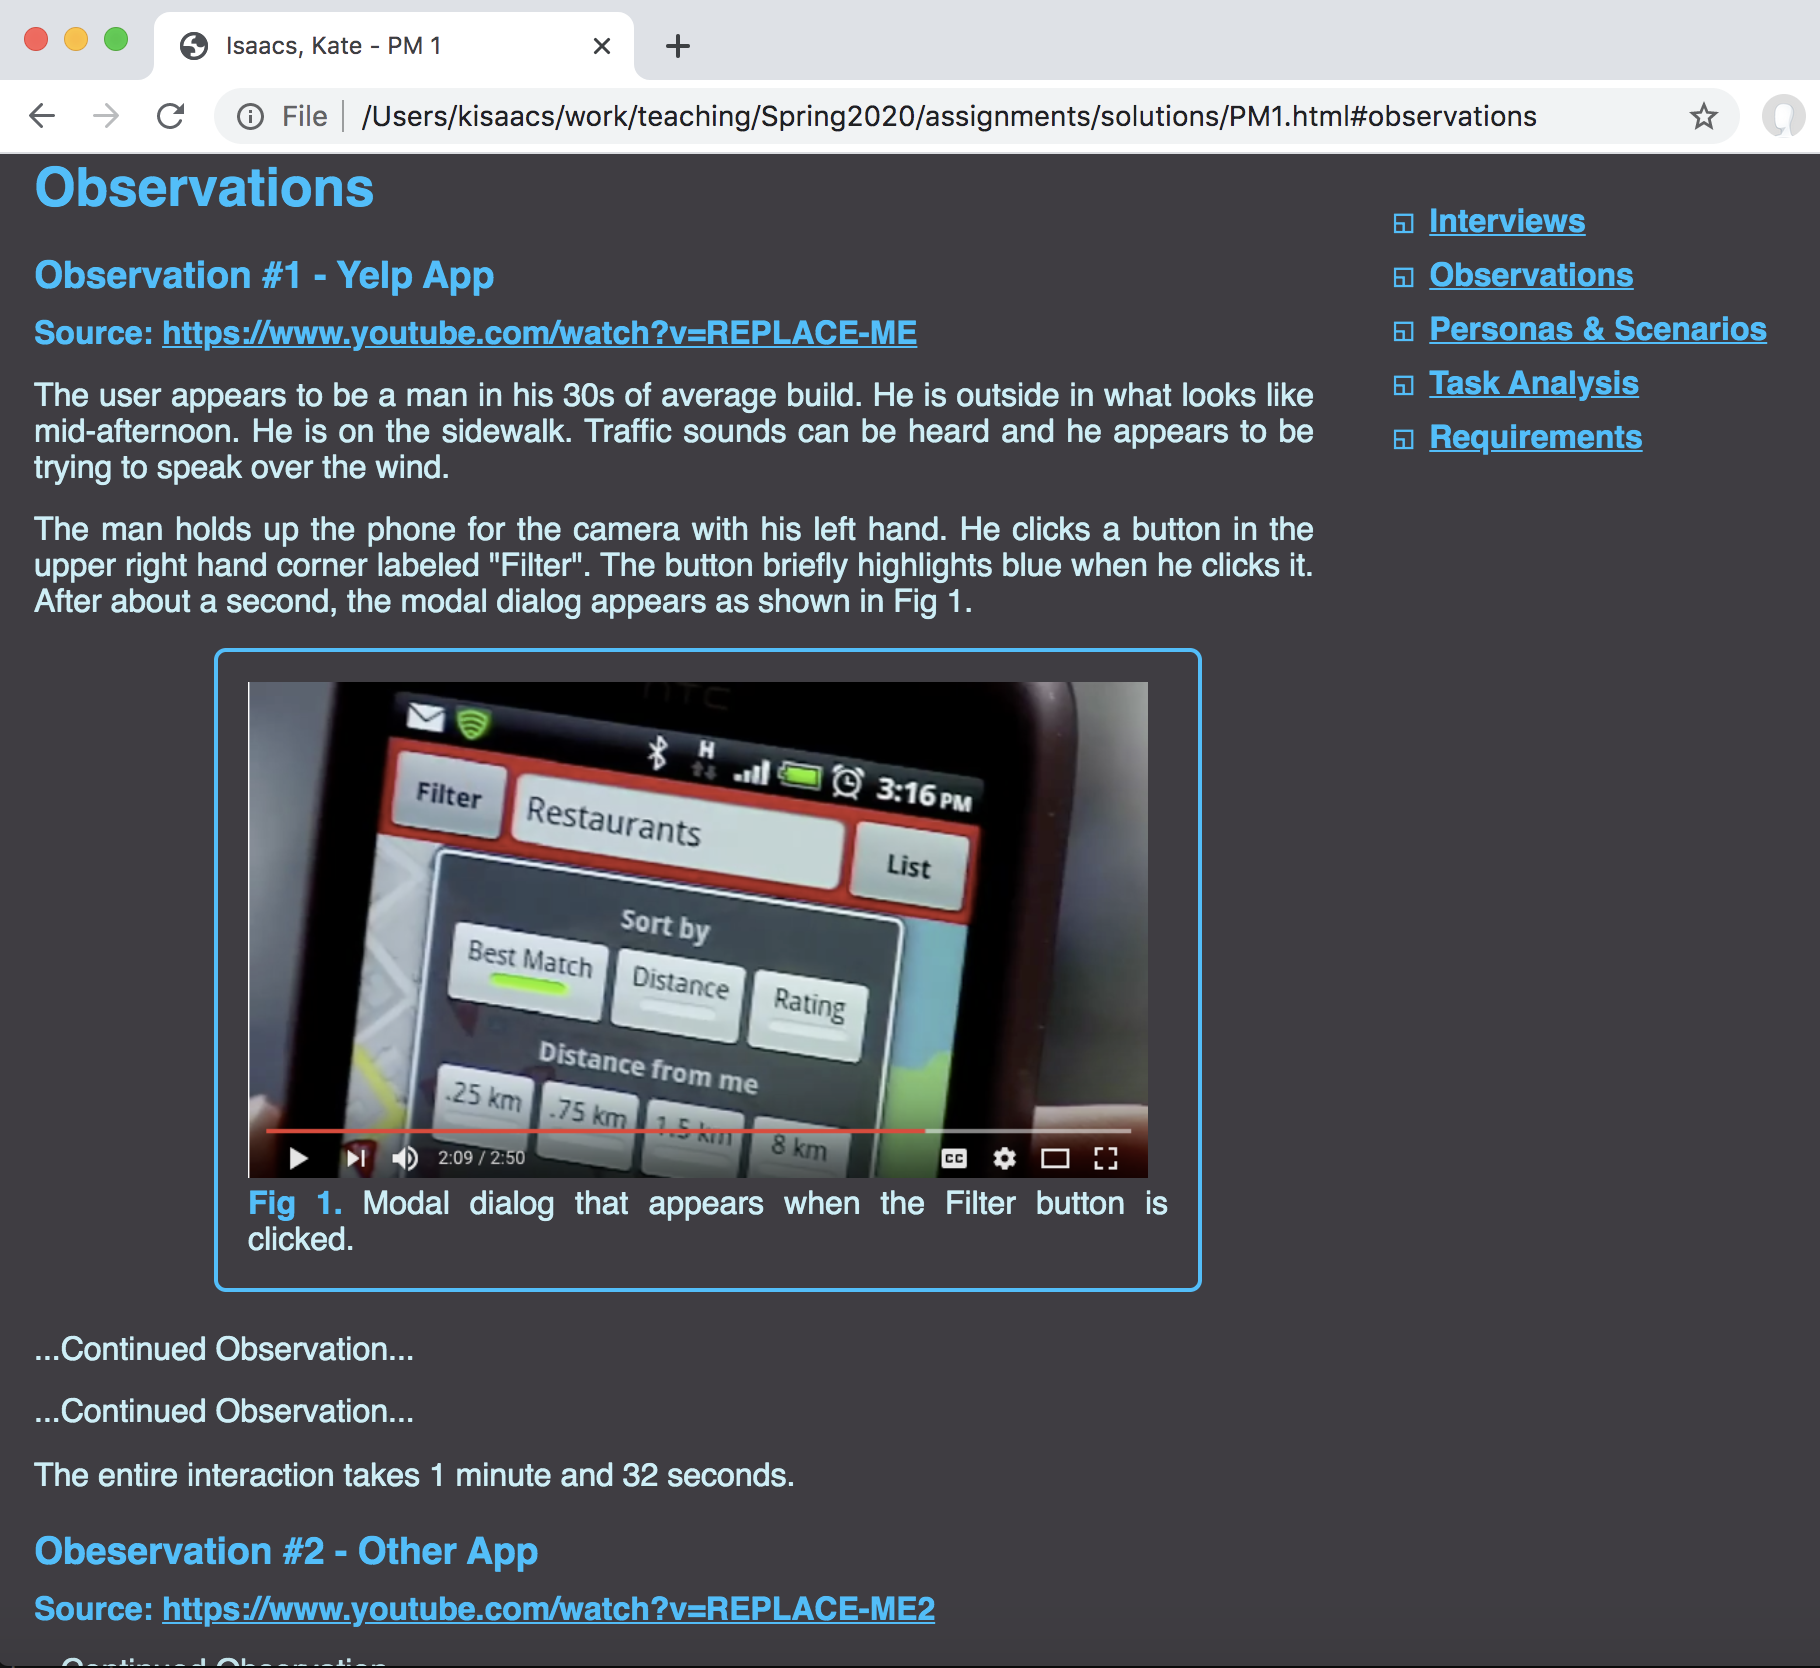 Isaacs, Kate - PM 1
File | /Users/kisaacs/work/teaching/Spring2020/assignments/solutions/PM1.html#observations
Observations
Observation #1 - Yelp App
Source: https://www.youtube.com/watch?v=REPLACE-ME
The user appears to be a man in his 30s of average build. He is outside in what looks like
mid-afternoon. He is on the sidewalk. Traffic sounds can be heard and he appears to be
trying to speak over the wind.
The man holds up the phone for the camera with his left hand. He clicks a button in the
upper right hand corner labeled "Filter". The button briefly highlights blue when he clicks it.
After about a second, the modal dialog appears as shown in Fig 1.
hTC
H
3:16 PM
Filter
Restaurants
List
Sort by
Best Match
Distance
Rating
Distance from me
.25 km
.75 km
1.5 km
8 km
2:09 / 2:50
CC
Fig 1. Modal dialog that appears when the Filter button is
clicked.
...Continued Observation...
...Continued Observation...
The entire interaction takes 1 minute and 32 seconds.
Obeservation #2 - Other App
Source: https://www.youtube.com/watch?v=REPLACE-ME2
...Continued Observation...
Interviews
Observations
Personas & Scenarios
Task Analysis
Requirements